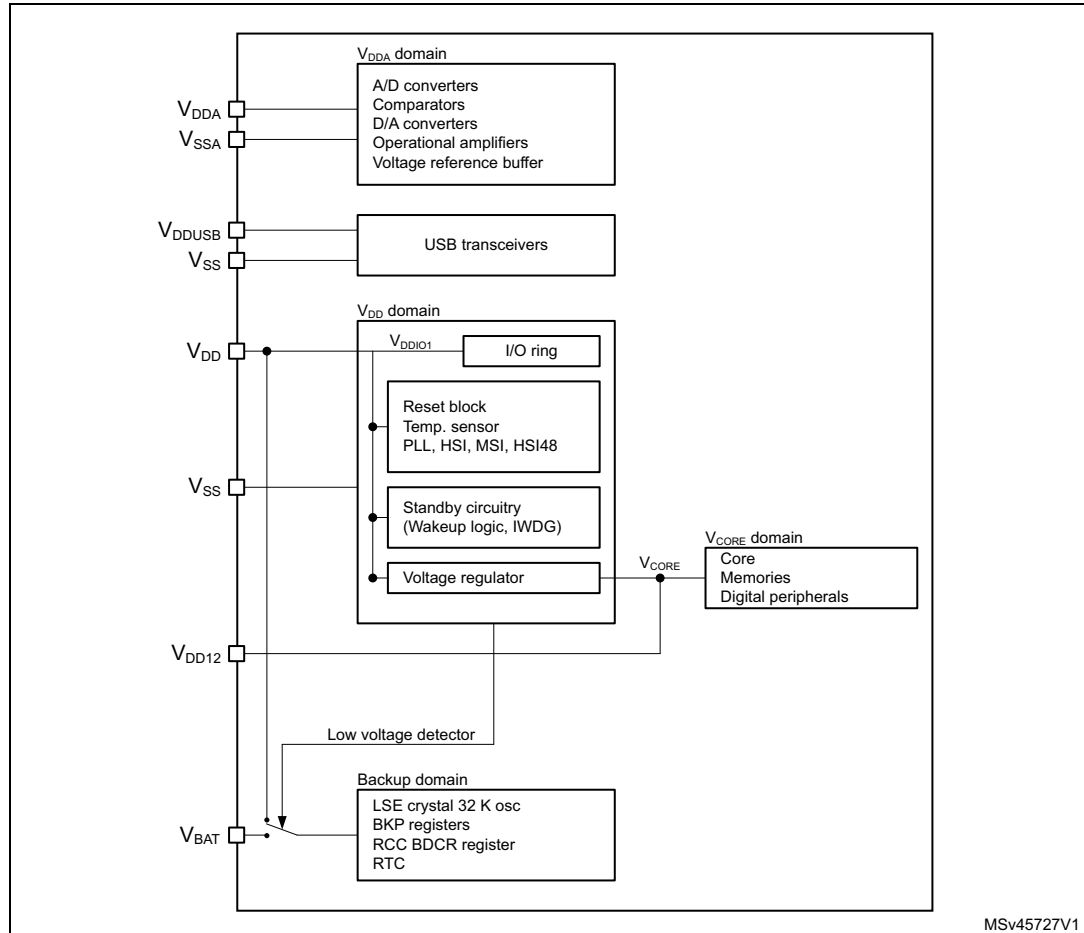 VDDA domain
A/D converters
Comparators
D/A converters
Operational amplifiers
Voltage reference buffer
VDDA
VSSA
VDDUSB
VSS
USB transceivers
VDD domain
VDD
VDDIO1
I/O ring
Reset block
Temp. sensor
PLL, HSI, MSI, HSI48
VSS
Standby circuitry
(Wakeup logic, IWDG)
Voltage regulator
VCORE
VCORE domain
Core
Memories
Digital peripherals
VDD12
Low voltage detector
Backup domain
LSE crystal 32 K osc
BKP registers
RCC BDCR register
RTC
VBAT
MSv45727V1